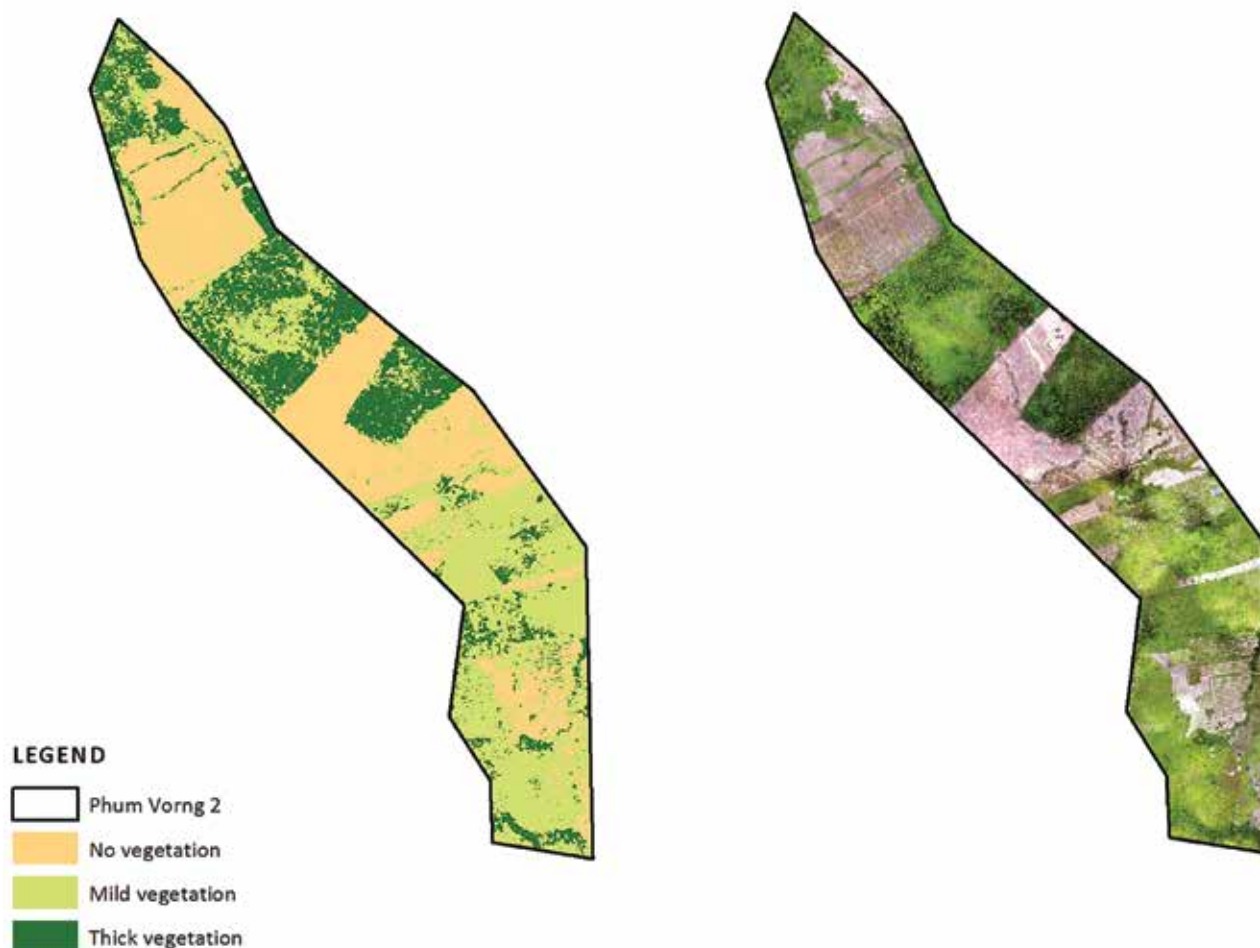 LEGEND
Phum Vorng 2
No vegetation
Mild vegetation
Thick vegetation